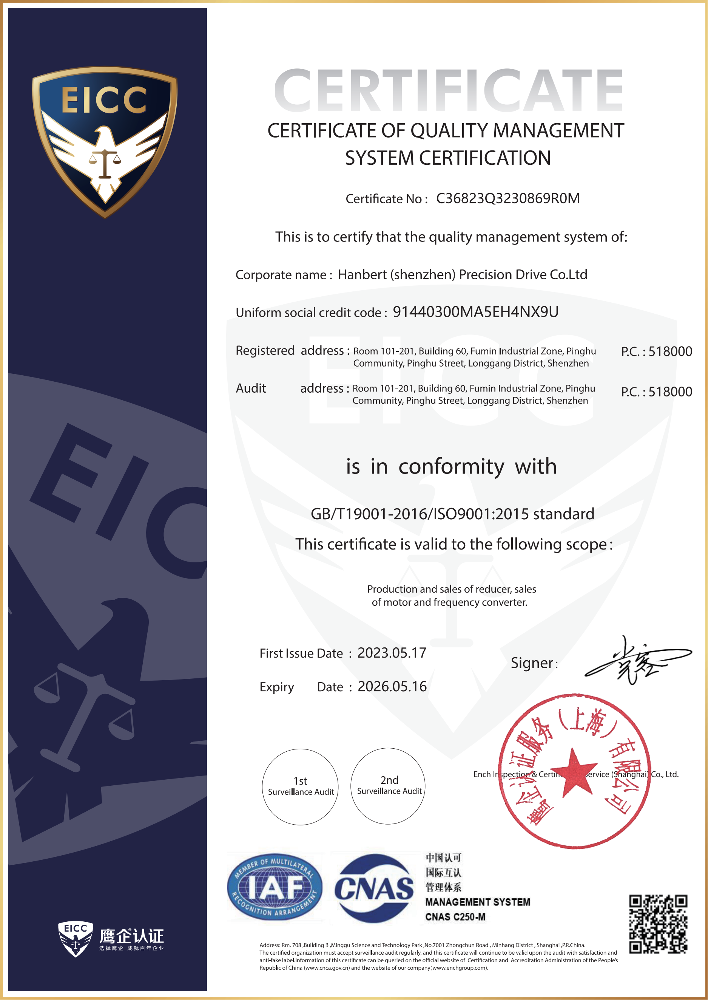 EICC
CERTIFICATE
CERTIFICATE OF QUALITY MANAGEMENT
SYSTEM CERTIFICATION
Certificate No : C36823Q3230869R0M
This is to certify that the quality management system of:
Corporate name : Hanbert (shenzhen) Precision Drive Co.Ltd
Uniform social credit code : 91440300MA5EH4NX9U
Registered address : Room 101-201, Building 60, Fumin Industrial Zone, Pinghu P.C. : 518000
Community, Pinghu Street, Longgang District, Shenzhen
Audit address : Room 101-201, Building 60, Fumin Industrial Zone, Pinghu P.C. : 518000
Community, Pinghu Street, Longgang District, Shenzhen
EICC
EIC
is in conformity with
GB/T19001-2016/ISO9001:2015 standard
This certificate is valid to the following scope :
Production and sales of reducer, sales
of motor and frequency converter.
First Issue Date : 2023.05.17
Signer :
Expiry Date : 2026.05.16
鹰企认证服务（上海）有限公司
1st
Surveillance Audit
2nd
Surveillance Audit
Ench Inspection & Certification Service (Shanghai) Co., Ltd.
MEMBER OF MULTILATERAL
IAF
RECOGNITION ARRANGEMENT
CNAS
中国认可
国际互认
管理体系
MANAGEMENT SYSTEM
CNAS C250-M
EICC
鹰企认证®
选择鹰企 成就百年企业
Address: Rm. 708 ,Building B ,Minggu Science and Technology Park ,No.7001 Zhongchun Road , Minhang District , Shanghai ,P.R.China.
The certified organization must accept surveillance audit regularly, and this certificate will continue to be valid upon the audit with satisfaction and
anti-fake label.Information of this certificate can be queried on the official website of Certification and Accreditation Administration of the People's
Republic of China (www.cnca.gov.cn) and the website of our company(www.enchgroup.com).